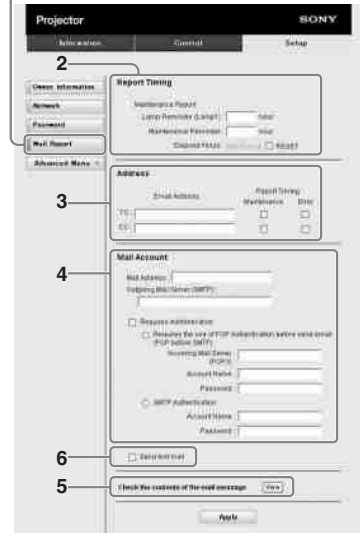 Projector
SONY
Information
Control
Setup
2
Report Timing
Owner Information
Network
Password
Mail Report
Advanced Menu
Maintenance Report
Lamp Reminder (Lamp1) :
hour
Maintenance Reminder :
hour
Elapsed Hours
RESET
3
Address
Email Address
Report Timing
Maintenance
Error
TO :
CC :
4
Mail Account
Mail Address :
Outgoing Mail Server (SMTP) :
Requires Authentication
Requires the use of POP Authentication before send email
(POP before SMTP)
Incoming Mail Server
(POP3)
Account Name :
Password :
SMTP Authentication
Account Name :
Password :
6
Send test mail
5
Check the contents of the mail message
View
Apply